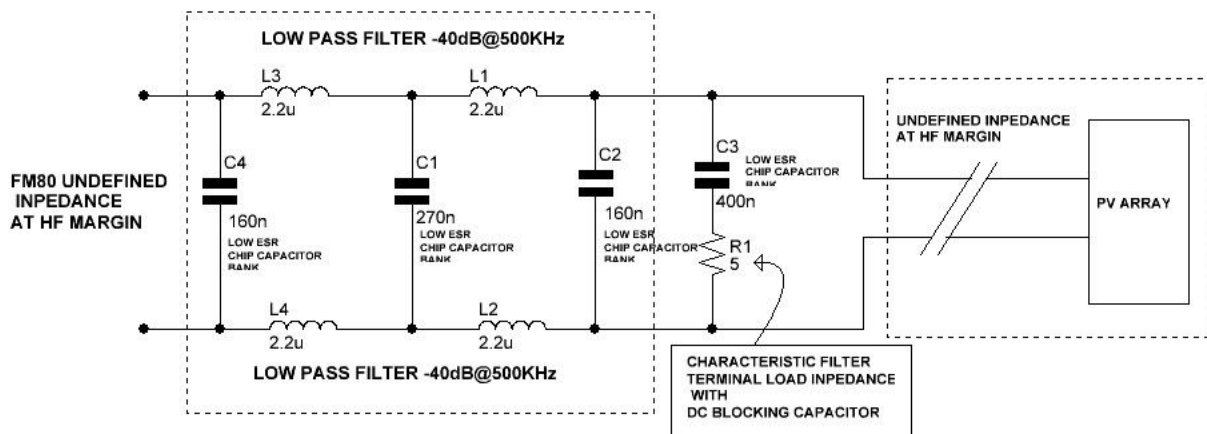 LOW PASS FILTER -40dB@500KHz
L3
2.2u
L1
2.2u
FM80 UNDEFINED
INPEDANCE
AT HF MARGIN
C4
160n
LOW ESR
CHIP CAPACITOR
BANK
C1
270n
LOW ESR
CHIP CAPACITOR
BANK
C2
160n
LOW ESR
CHIP CAPACITOR
BANK
C3
LOW ESR
CHIP CAPACITOR
BANK
400n
R1
5
UNDEFINED INPEDANCE
AT HF MARGIN
PV ARRAY
L4
2.2u
L2
2.2u
LOW PASS FILTER -40dB@500KHz
CHARACTERISTIC FILTER
TERMINAL LOAD INPEDANCE
WITH
DC BLOCKING CAPACITOR